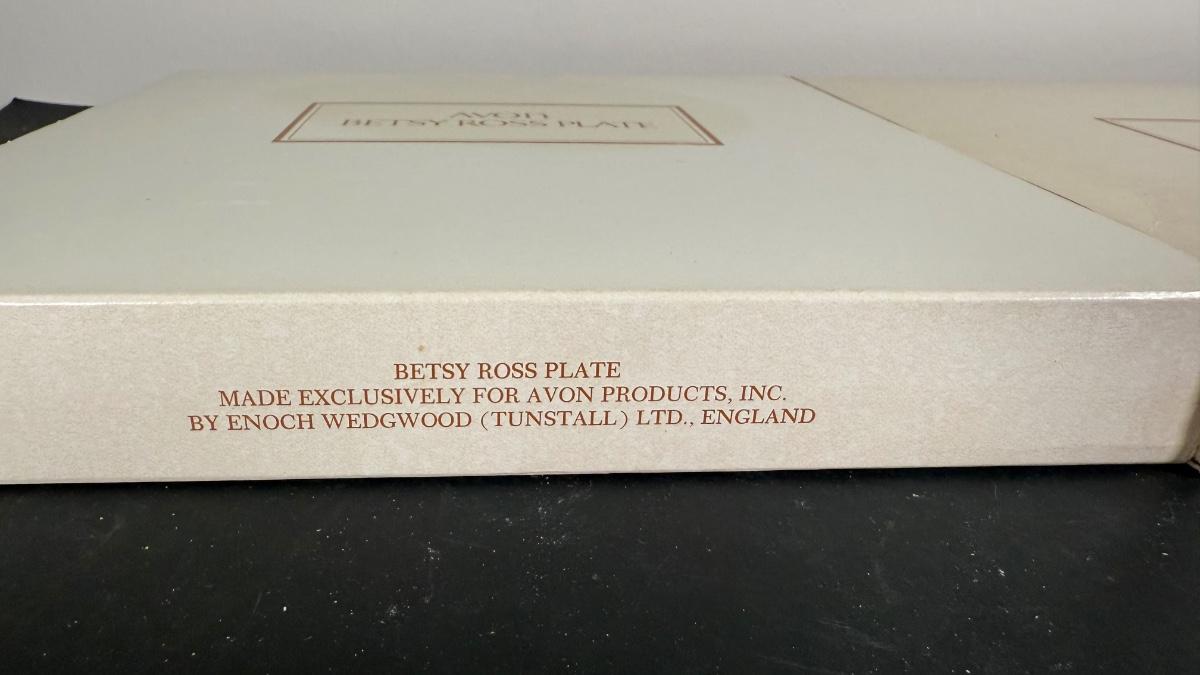 AVON
BETSY ROSS PLATE
BETSY ROSS PLATE
MADE EXCLUSIVELY FOR AVON PRODUCTS, INC.
BY ENOCH WEDGWOOD (TUNSTALL) LTD., ENGLAND